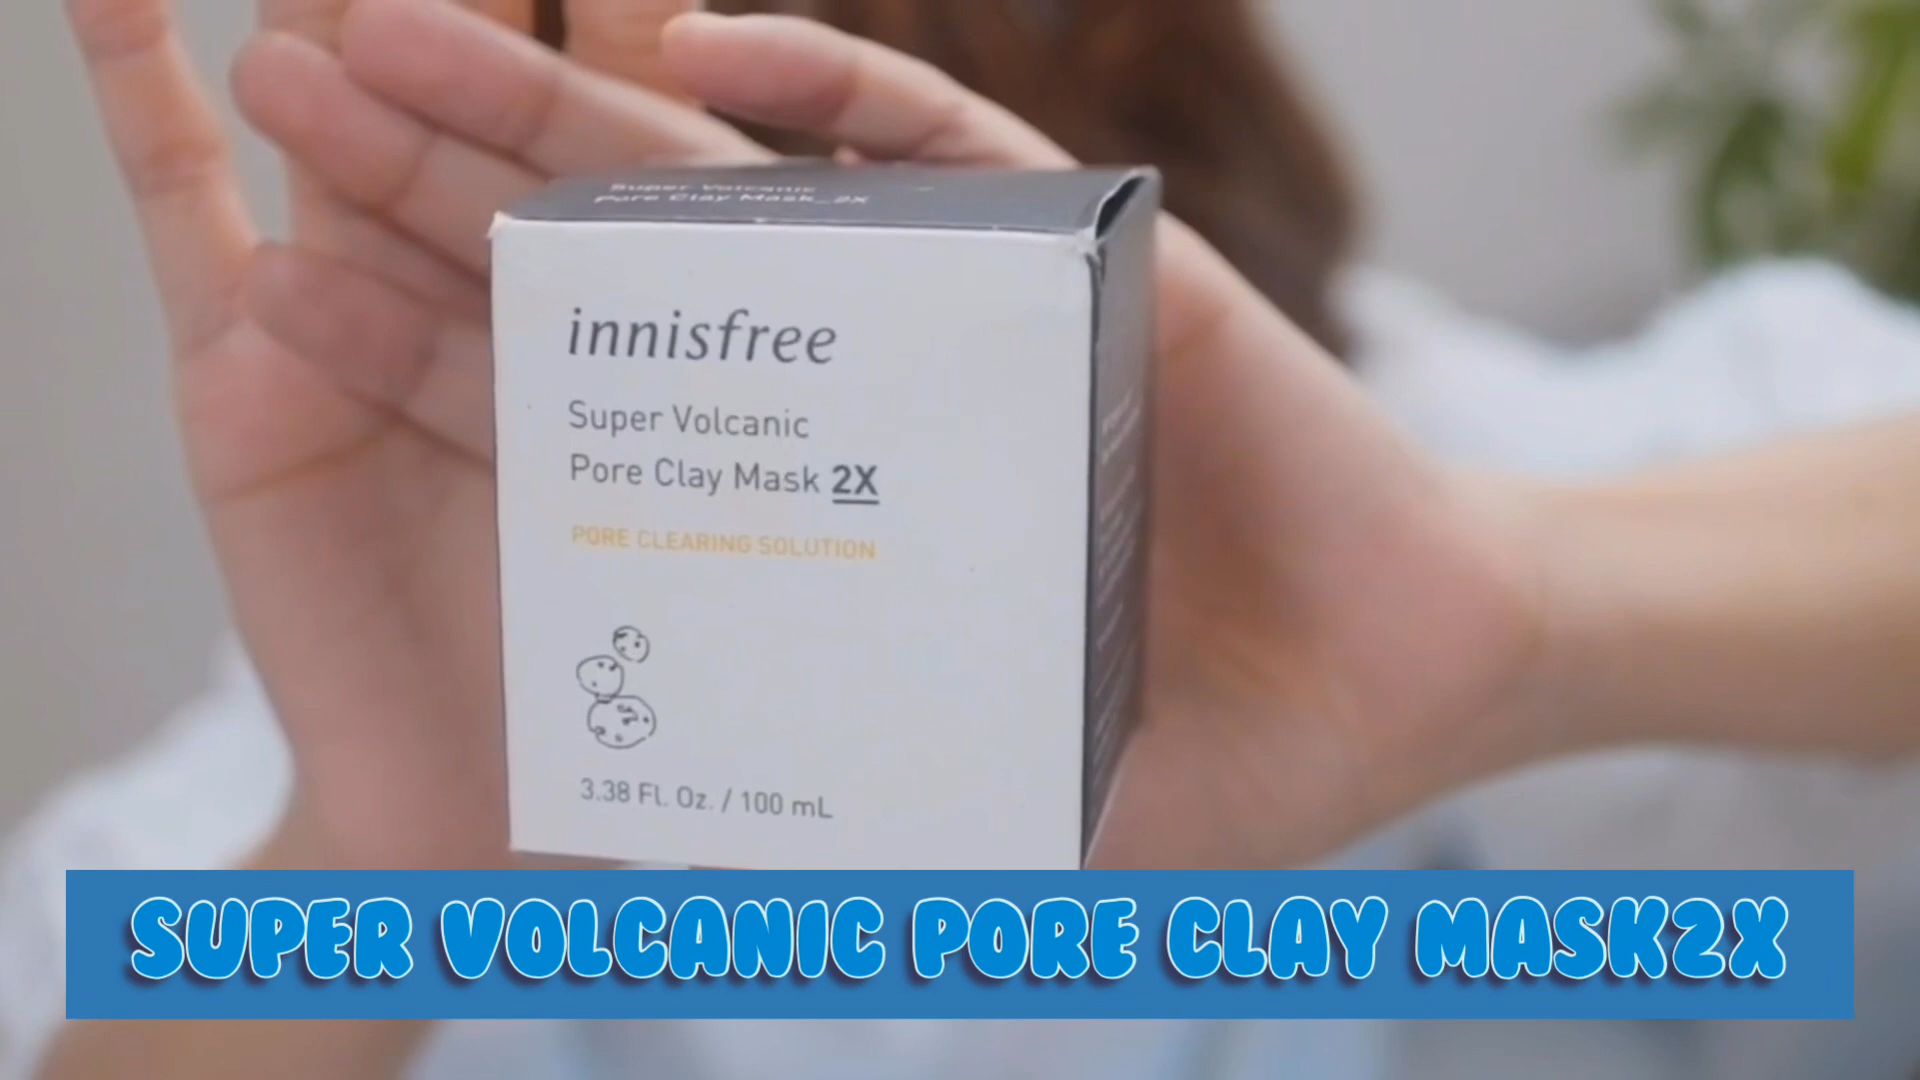 Super Volcanic
Pore Clay Mask_2X
innisfree
Super Volcanic
Pore Clay Mask 2X
PORE CLEARING SOLUTION
3.38 Fl. Oz. / 100 mL
SUPER VOLCANIC PORE CLAY MASK2X